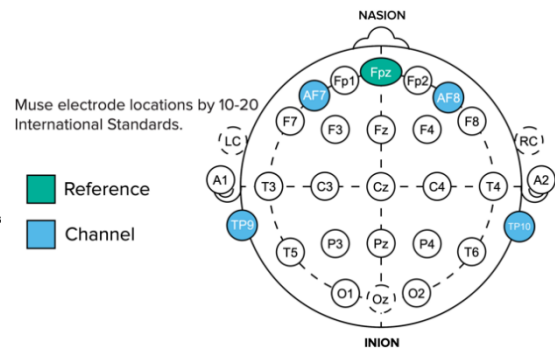 NASION
Fp1 Fpz Fp2
AF7 AF8
Muse electrode locations by 10-20
International Standards.
F7 F3 Fz F4 F8
LC RC
A1 T3 C3 Cz C4 T4 A2
Reference
Channel
TP9 TP10
T5 P3 Pz P4 T6
O1 Oz O2
INION